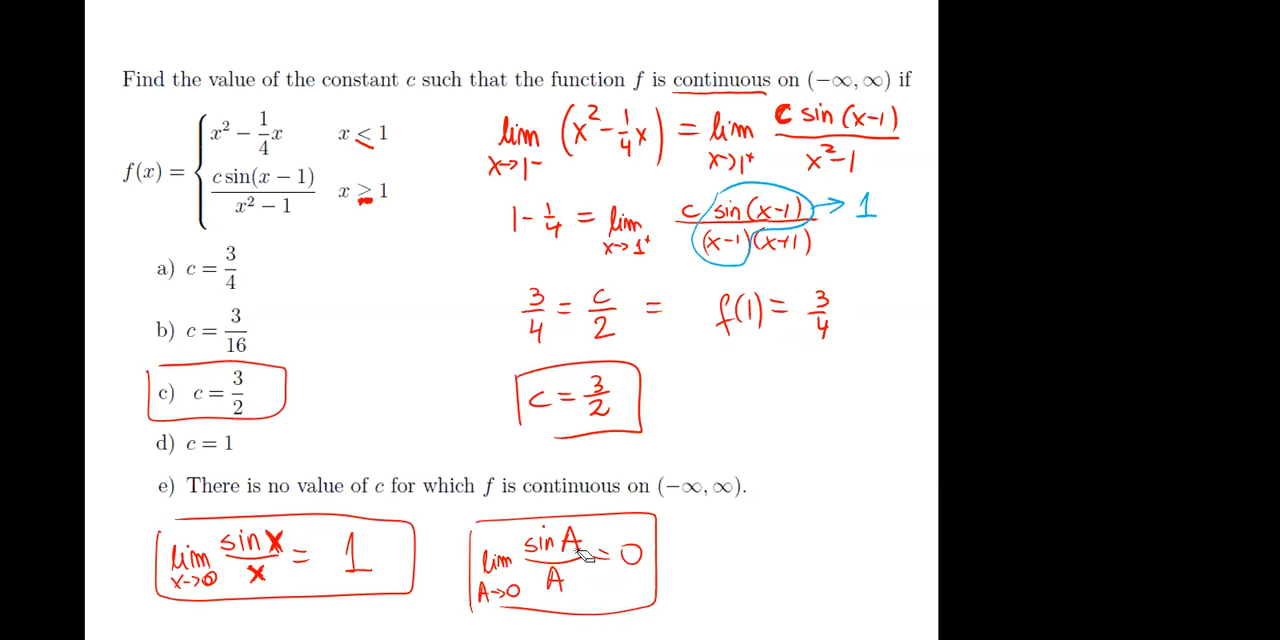 Find the value of the constant c such that the function f is continuous on (−∞, ∞) if
f(x) = { x² − 1/4 x   x ≤ 1
c sin(x − 1) / x² − 1   x ≥ 1
a) c = 3/4
b) c = 3/16
c) c = 3/2
d) c = 1
e) There is no value of c for which f is continuous on (−∞, ∞).
lim x→1⁻ (x² − 1/4 x) = lim x→1⁺ c sin(x−1) / x²−1
1 − 1/4 = lim x→1⁺ c sin(x−1) / (x−1)(x+1) → 1
3/4 = c/2 = f(1) = 3/4
c = 3/2
lim x→0 sin x / x = 1
lim A→0 sin A / A = 0